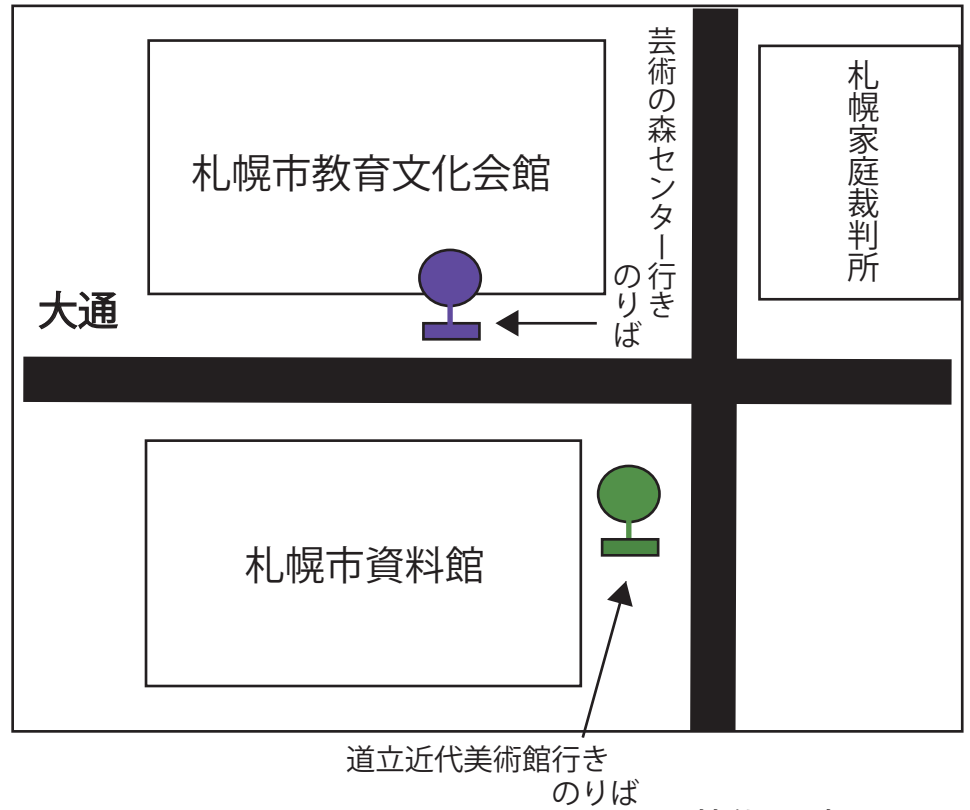 札幌市教育文化会館
芸術の森センター行き
のりば
札幌家庭裁判所
大通
札幌市資料館
道立近代美術館行き
のりば